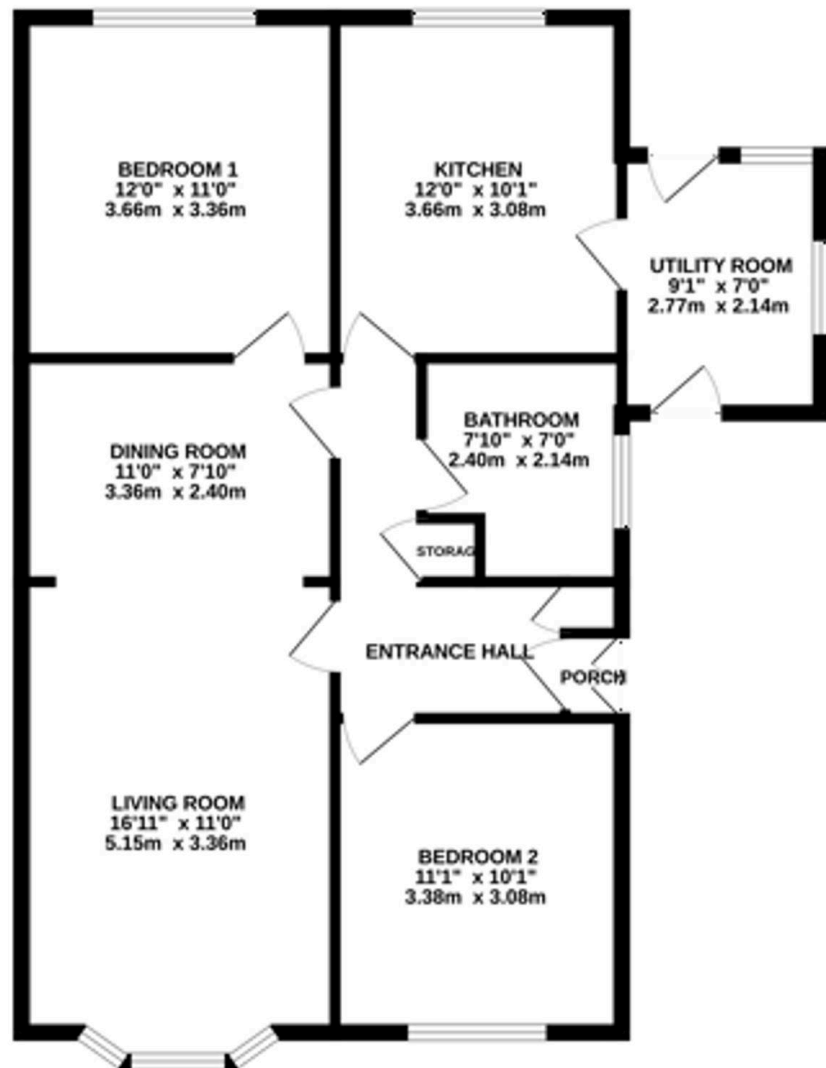 BEDROOM 1
12'0" x 11'0"
3.66m x 3.36m
KITCHEN
12'0" x 10'1"
3.66m x 3.08m
UTILITY ROOM
9'1" x 7'0"
2.77m x 2.14m
DINING ROOM
11'0" x 7'10"
3.36m x 2.40m
BATHROOM
7'10" x 7'0"
2.40m x 2.14m
STORAG
ENTRANCE HALL
PORCH
LIVING ROOM
16'11" x 11'0"
5.15m x 3.36m
BEDROOM 2
11'1" x 10'1"
3.38m x 3.08m